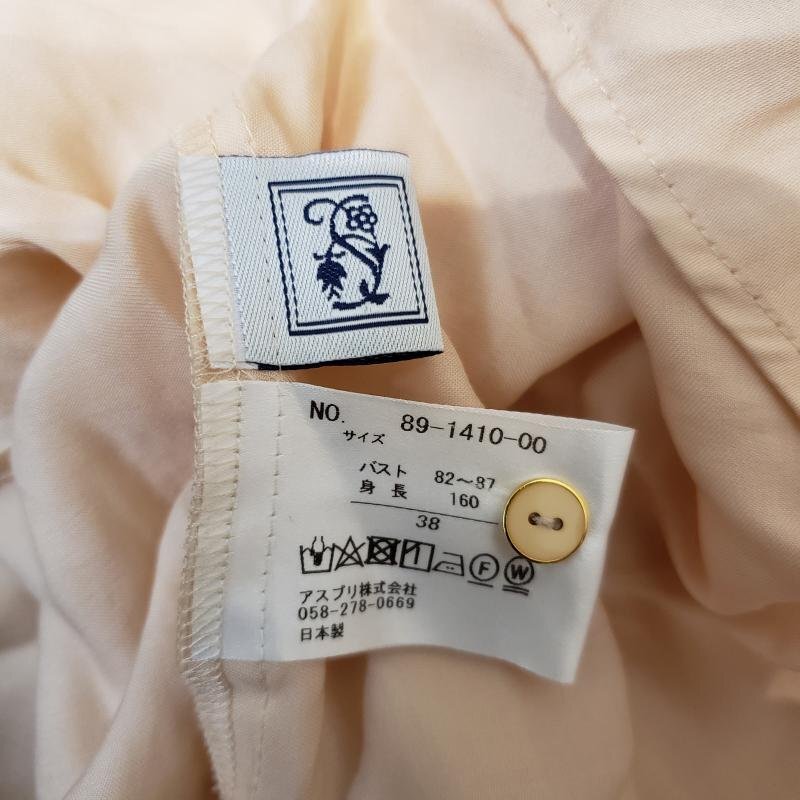 NO. 89-1410-00
サイズ
バスト 82～87
身長 160
38
F W
アスプリ株式会社
058-278-0669
日本製